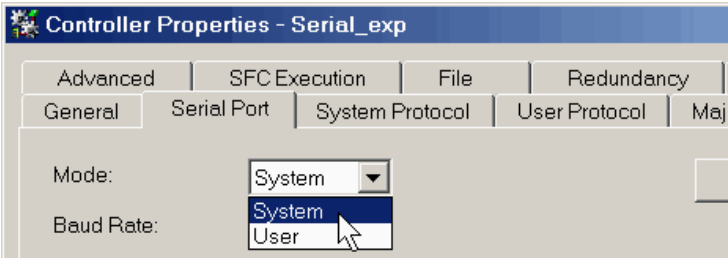 Controller Properties - Serial_exp
Advanced SFC Execution File Redundancy
General Serial Port System Protocol User Protocol Maj
Mode: System
System
Baud Rate:
User